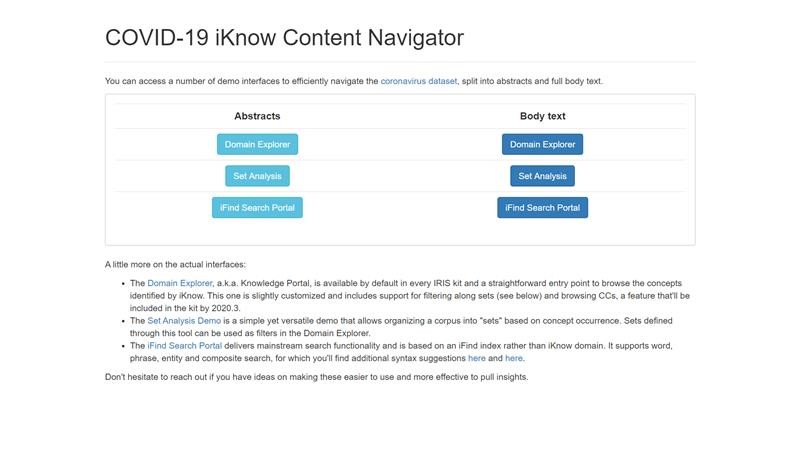 COVID-19 iKnow Content Navigator
You can access a number of demo interfaces to efficiently navigate the coronavirus dataset, split into abstracts and full body text.
Abstracts Body text
Domain Explorer Domain Explorer
Set Analysis Set Analysis
iFind Search Portal iFind Search Portal
A little more on the actual interfaces:
• The Domain Explorer, a.k.a. Knowledge Portal, is available by default in every IRIS kit and a straightforward entry point to browse the concepts
identified by iKnow. This one is slightly customized and includes support for filtering along sets (see below) and browsing CCs, a feature that'll be
included in the kit by 2020.3.
• The Set Analysis Demo is a simple yet versatile demo that allows organizing a corpus into "sets" based on concept occurrence. Sets defined
through this tool can be used as filters in the Domain Explorer.
• The iFind Search Portal delivers mainstream search functionality and is based on an iFind index rather than iKnow domain. It supports word,
phrase, entity and composite search, for which you'll find additional syntax suggestions here and here.
Don't hesitate to reach out if you have ideas on making these easier to use and more effective to pull insights.